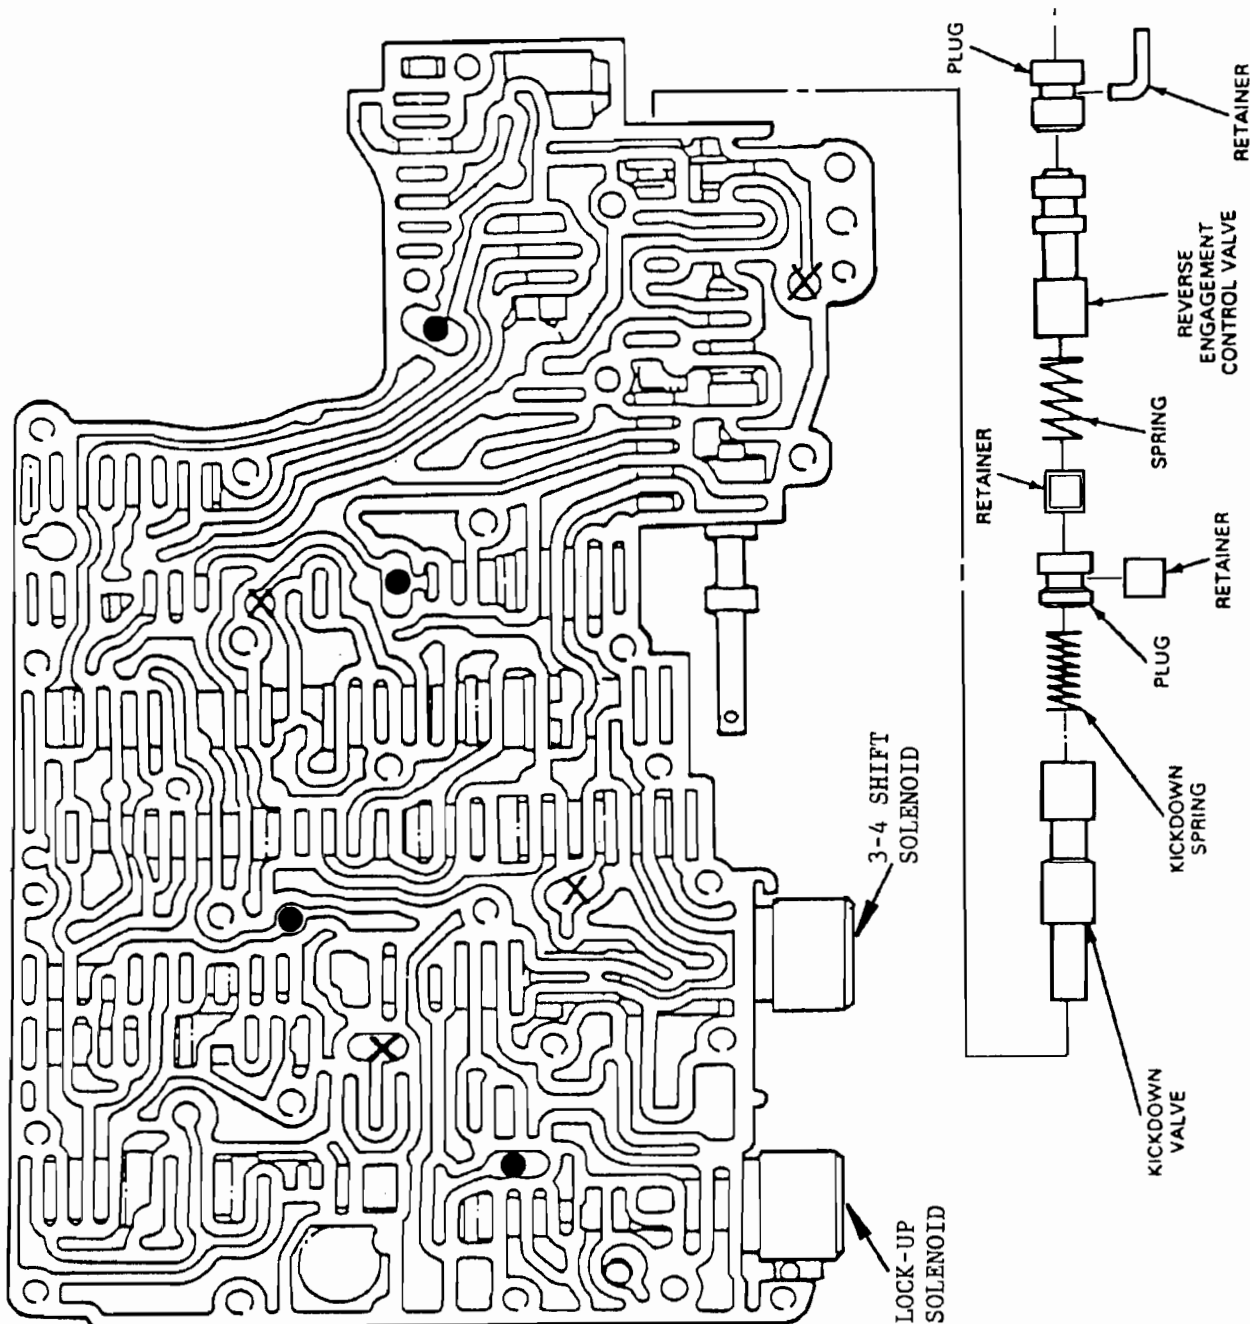 PLUG
RETAINER
REVERSE
ENGAGEMENT
CONTROL VALVE
SPRING
RETAINER
RETAINER
PLUG
KICKDOWN
SPRING
KICKDOWN
VALVE
3-4 SHIFT
SOLENOID
LOCK-UP
SOLENOID